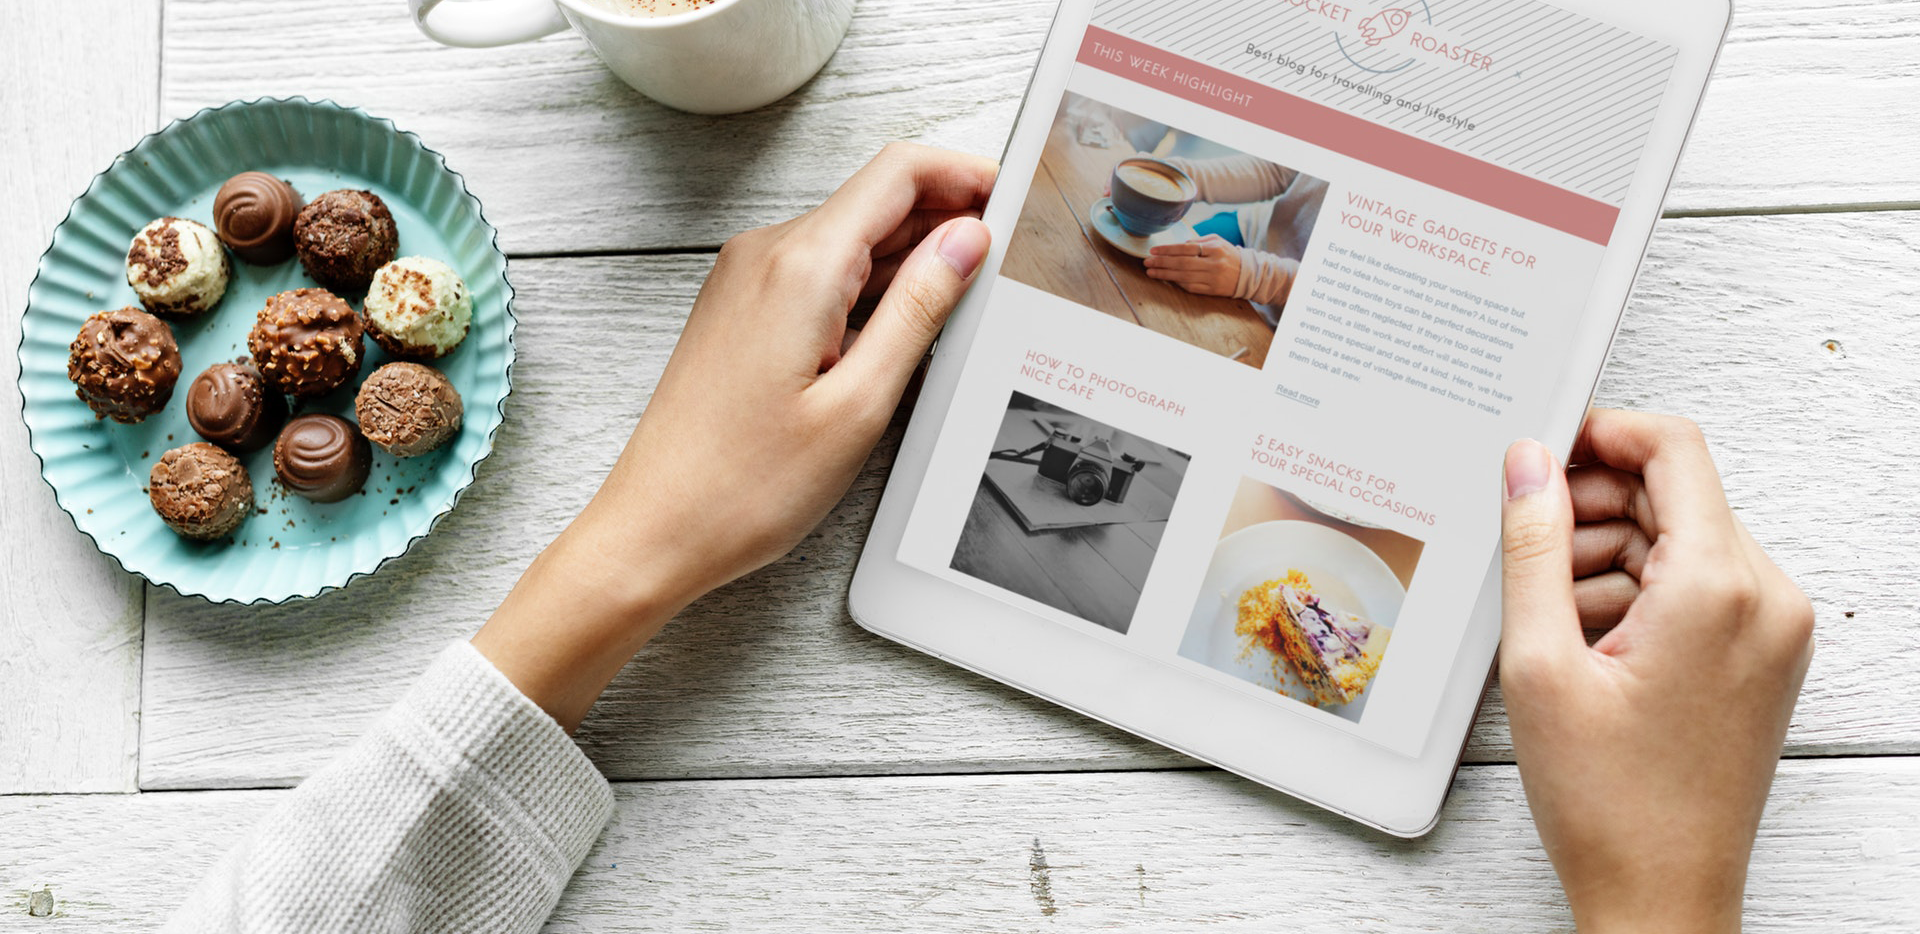 ROASTER
Best blog for travelling and lifestyle
THIS WEEK HIGHLIGHT
VINTAGE GADGETS FOR
YOUR WORKSPACE.
Ever feel like decorating your working space but
had no idea how or what to put there? A lot of time
your old favorite toys can be perfect decorations
but were often neglected. If they're too old and
worn out, a little work and effort will also make it
even more special and one of a kind. Here, we have
collected a serie of vintage items and how to make
them look all new.
Read more
HOW TO PHOTOGRAPH
NICE CAFE
5 EASY SNACKS FOR
YOUR SPECIAL OCCASIONS